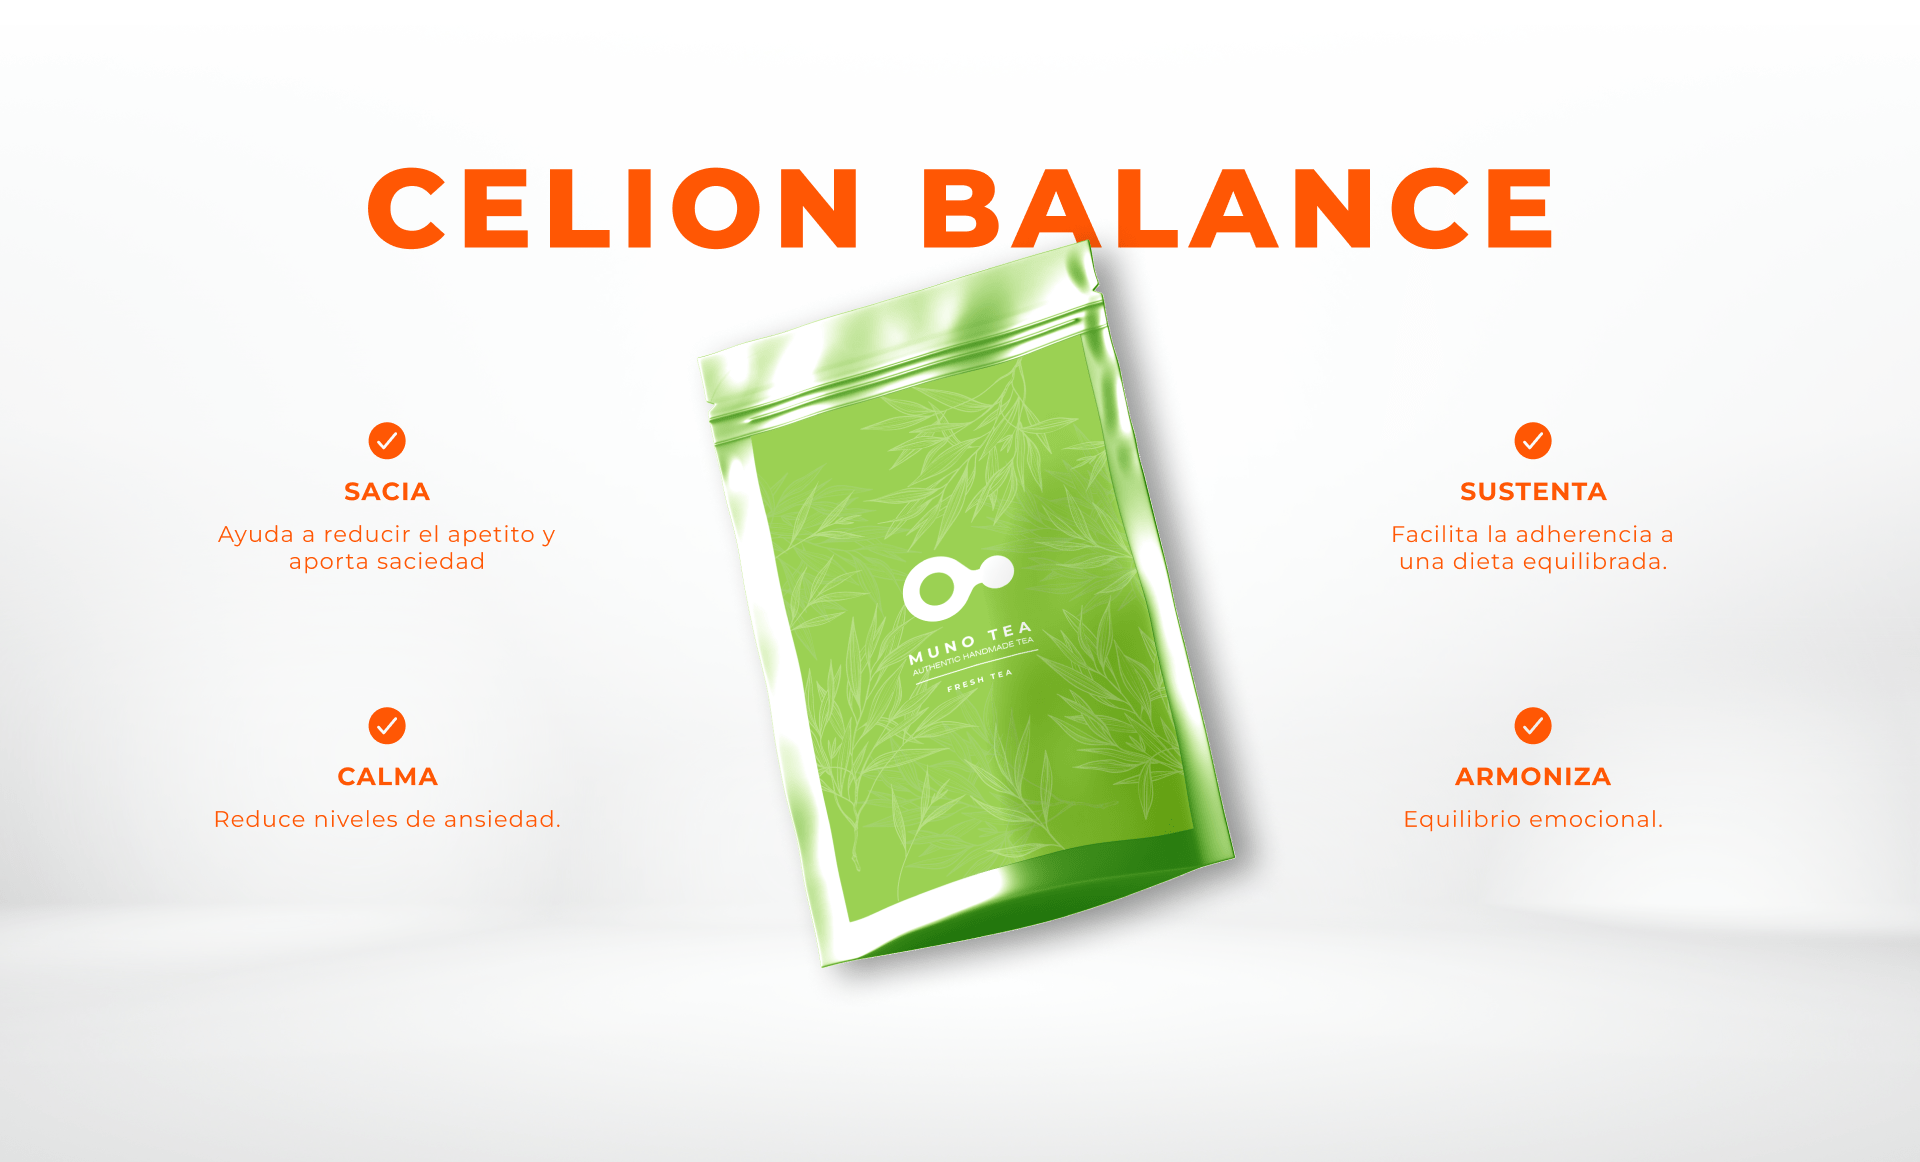 CELION BALANCE
SACIA
Ayuda a reducir el apetito y
aporta saciedad
CALMA
Reduce niveles de ansiedad.
MUNO TEA
AUTHENTIC HANDMADE TEA
FRESH TEA
SUSTENTA
Facilita la adherencia a
una dieta equilibrada.
ARMONIZA
Equilibrio emocional.